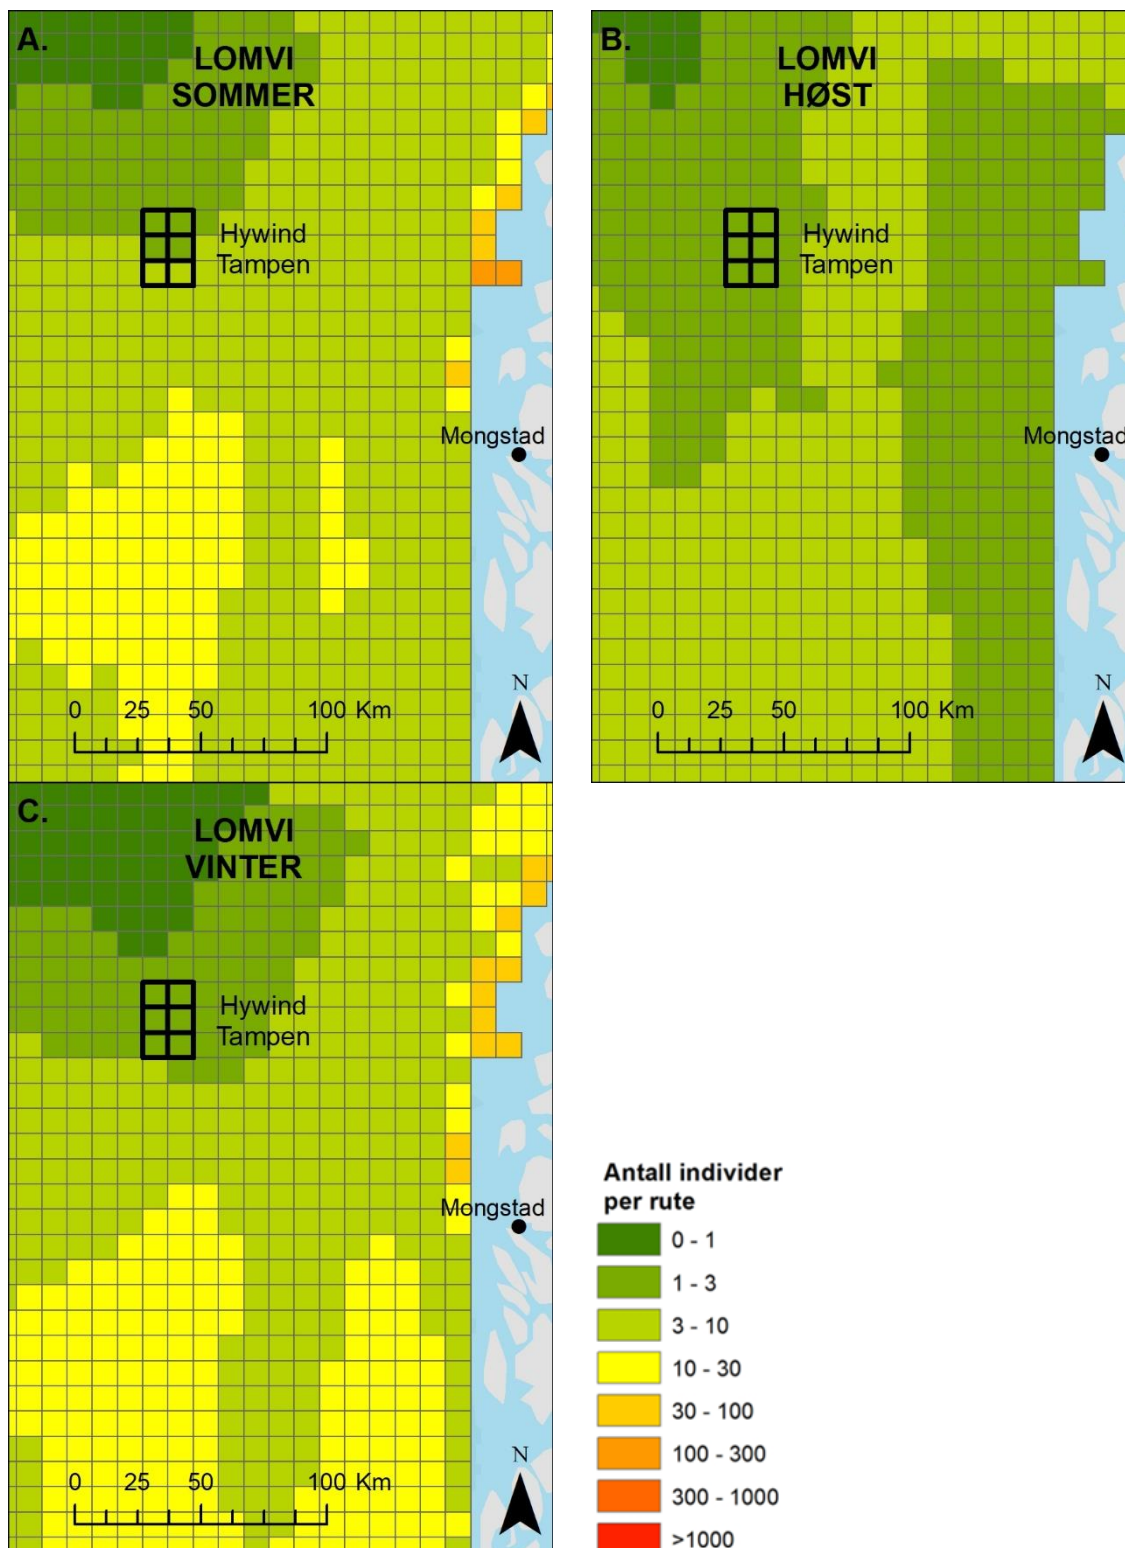 A.
LOMVI
SOMMER
Hywind
Tampen
Mongstad
N
0 25 50 100 Km
B.
LOMVI
HØST
Hywind
Tampen
Mongstad
N
0 25 50 100 Km
C.
LOMVI
VINTER
Hywind
Tampen
Mongstad
N
0 25 50 100 Km
Antall individer
per rute
0 - 1
1 - 3
3 - 10
10 - 30
30 - 100
100 - 300
300 - 1000
>1000